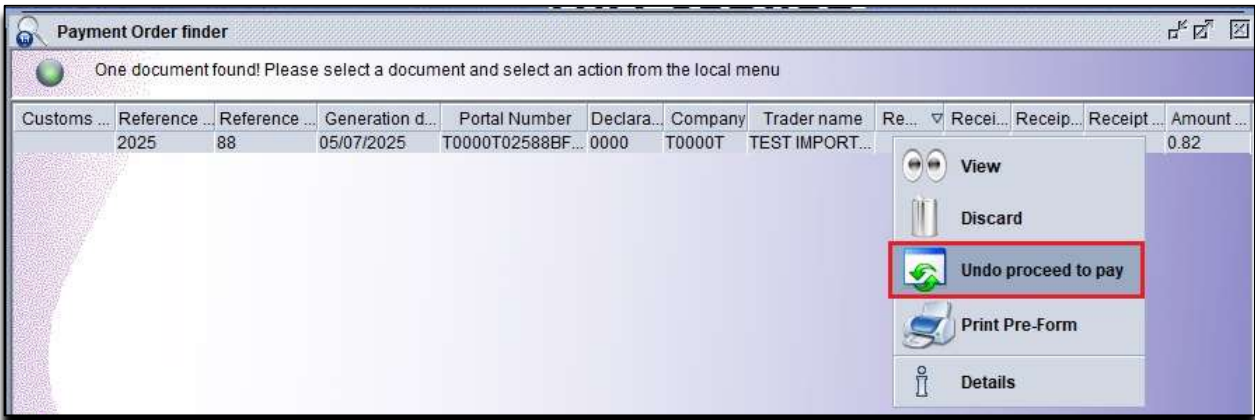 Payment Order finder
One document found! Please select a document and select an action from the local menu
Customs ... Reference ... Reference ... Generation d... Portal Number Declara... Company Trader name Re... Recei... Receip... Receipt ... Amount ...
2025 88 05/07/2025 T0000T02588BF... 0000 T0000T TEST IMPORT... 0.82
View
Discard
Undo proceed to pay
Print Pre-Form
Details